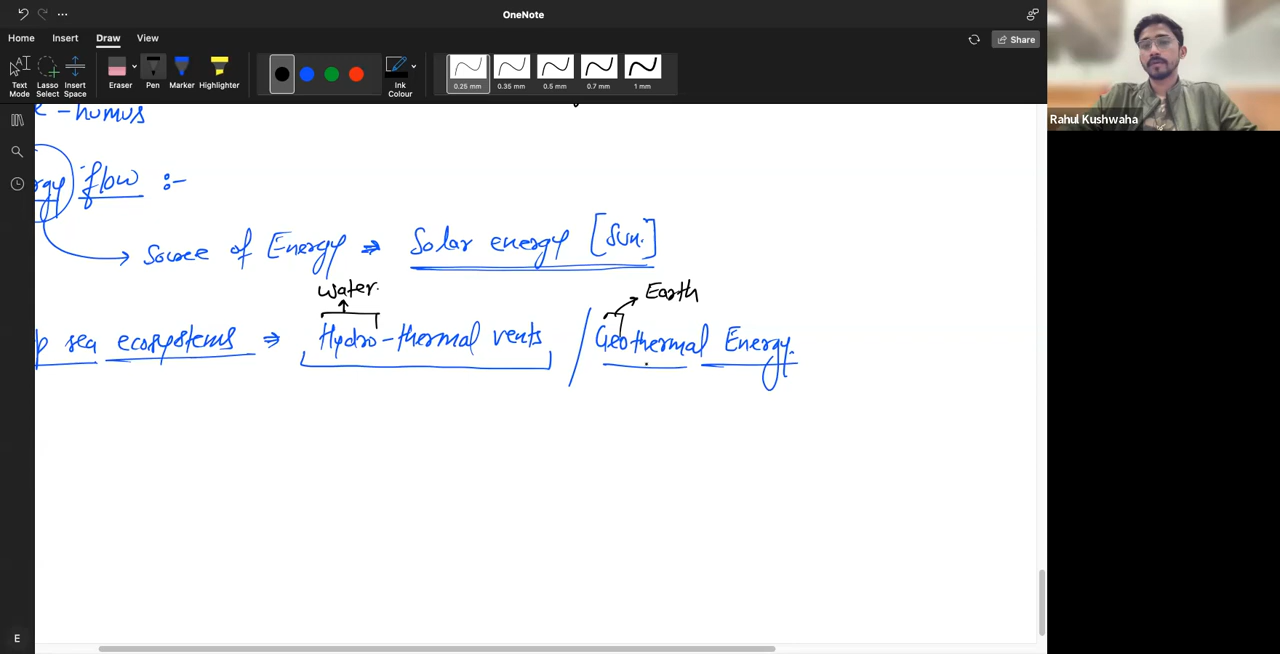 OneNote
Home Insert Draw View
Share
Text Mode
Lasso Select
Insert Space
Eraser
Pen
Marker
Highlighter
Ink Colour
0.25 mm
0.35 mm
0.5 mm
0.7 mm
1 mm
Rahul Kushwaha
- humus
rgy flow :-
→ Source of Energy ⇒ Solar energy [Sun.]
water.
Earth
p sea ecosystems ⇒ Hydro-thermal vents / Geothermal Energy.
E